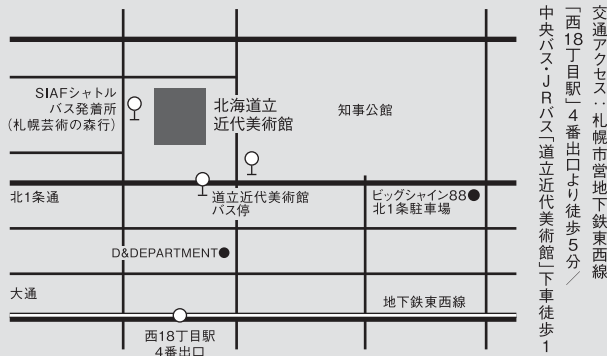 交通アクセス：札幌市営地下鉄東西線
「西18丁目駅」4番出口より徒歩5分／
中央バス・JRバス「道立近代美術館」下車徒歩1
SIAFシャトル
バス発着所
（札幌芸術の森行）
北海道立
近代美術館
知事公館
北1条通
道立近代美術館
バス停
ビッグシャイン88
北1条駐車場
D&DEPARTMENT
大通
地下鉄東西線
西18丁目駅
4番出口